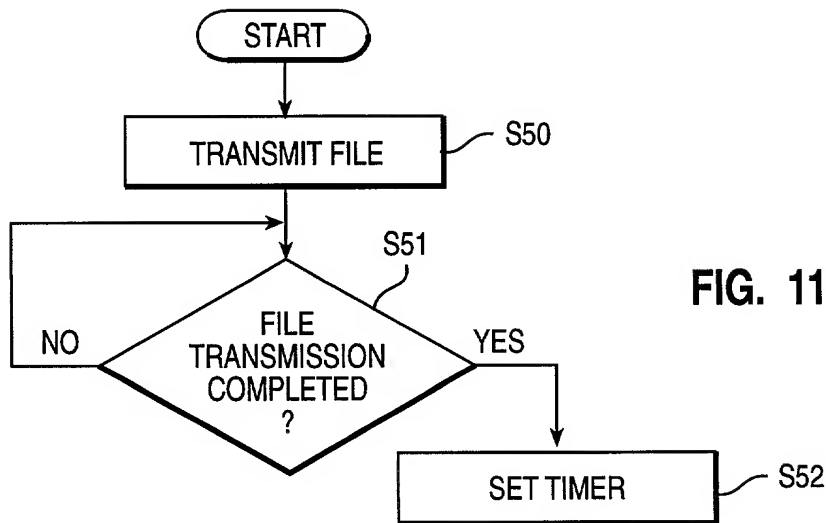 START
TRANSMIT FILE
S50
S51
FILE
TRANSMISSION
COMPLETED
?
NO
YES
FIG. 11
SET TIMER
S52